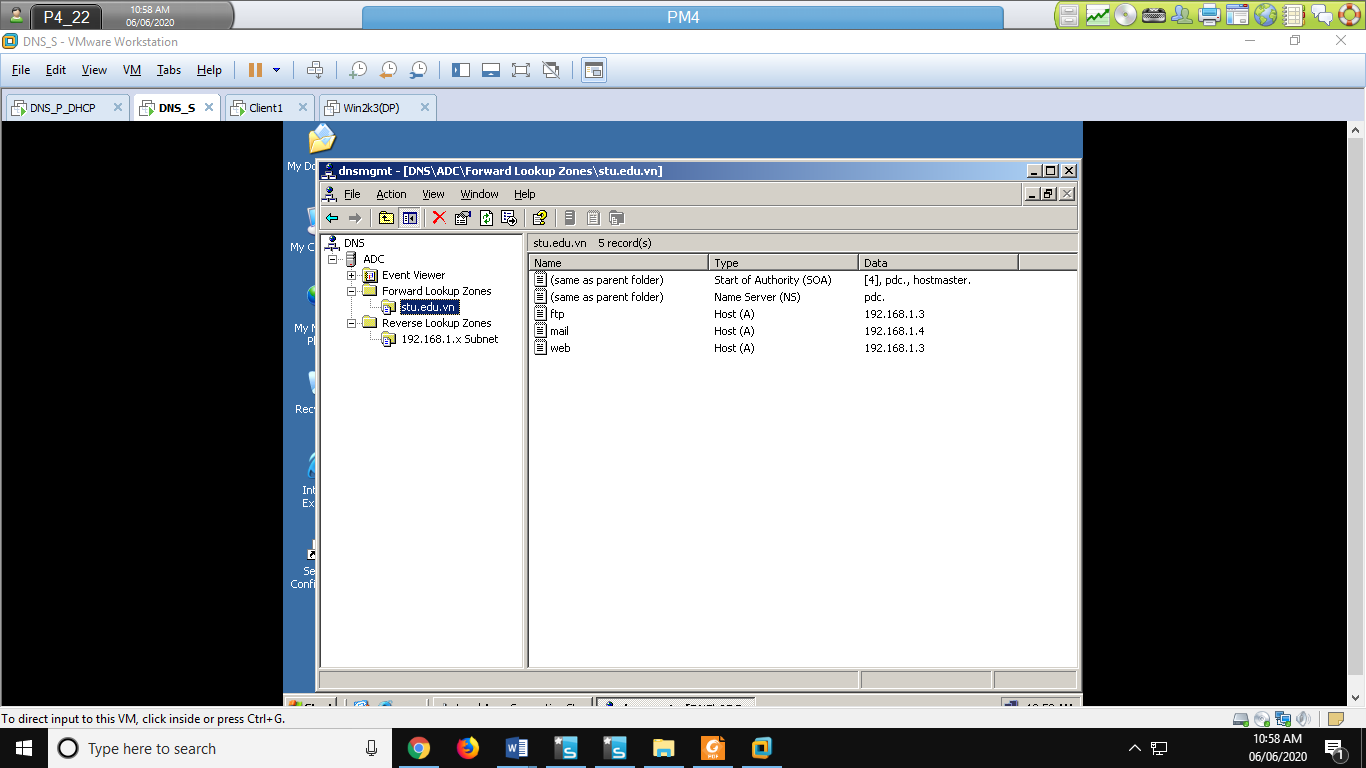 P4_22
10:58 AM
06/06/2020
PM4
DNS_S - VMware Workstation
File Edit View VM Tabs Help
DNS_P_DHCP DNS_S Client1 Win2k3(DP)
dnsmgmt - [DNS\ADC\Forward Lookup Zones\stu.edu.vn]
File Action View Window Help
DNS
ADC
Event Viewer
Forward Lookup Zones
stu.edu.vn
Reverse Lookup Zones
192.168.1.x Subnet
stu.edu.vn 5 record(s)
Name Type Data
(same as parent folder) Start of Authority (SOA) [4], pdc., hostmaster.
(same as parent folder) Name Server (NS) pdc.
ftp Host (A) 192.168.1.3
mail Host (A) 192.168.1.4
web Host (A) 192.168.1.3
To direct input to this VM, click inside or press Ctrl+G.
Type here to search
10:58 AM
06/06/2020
1